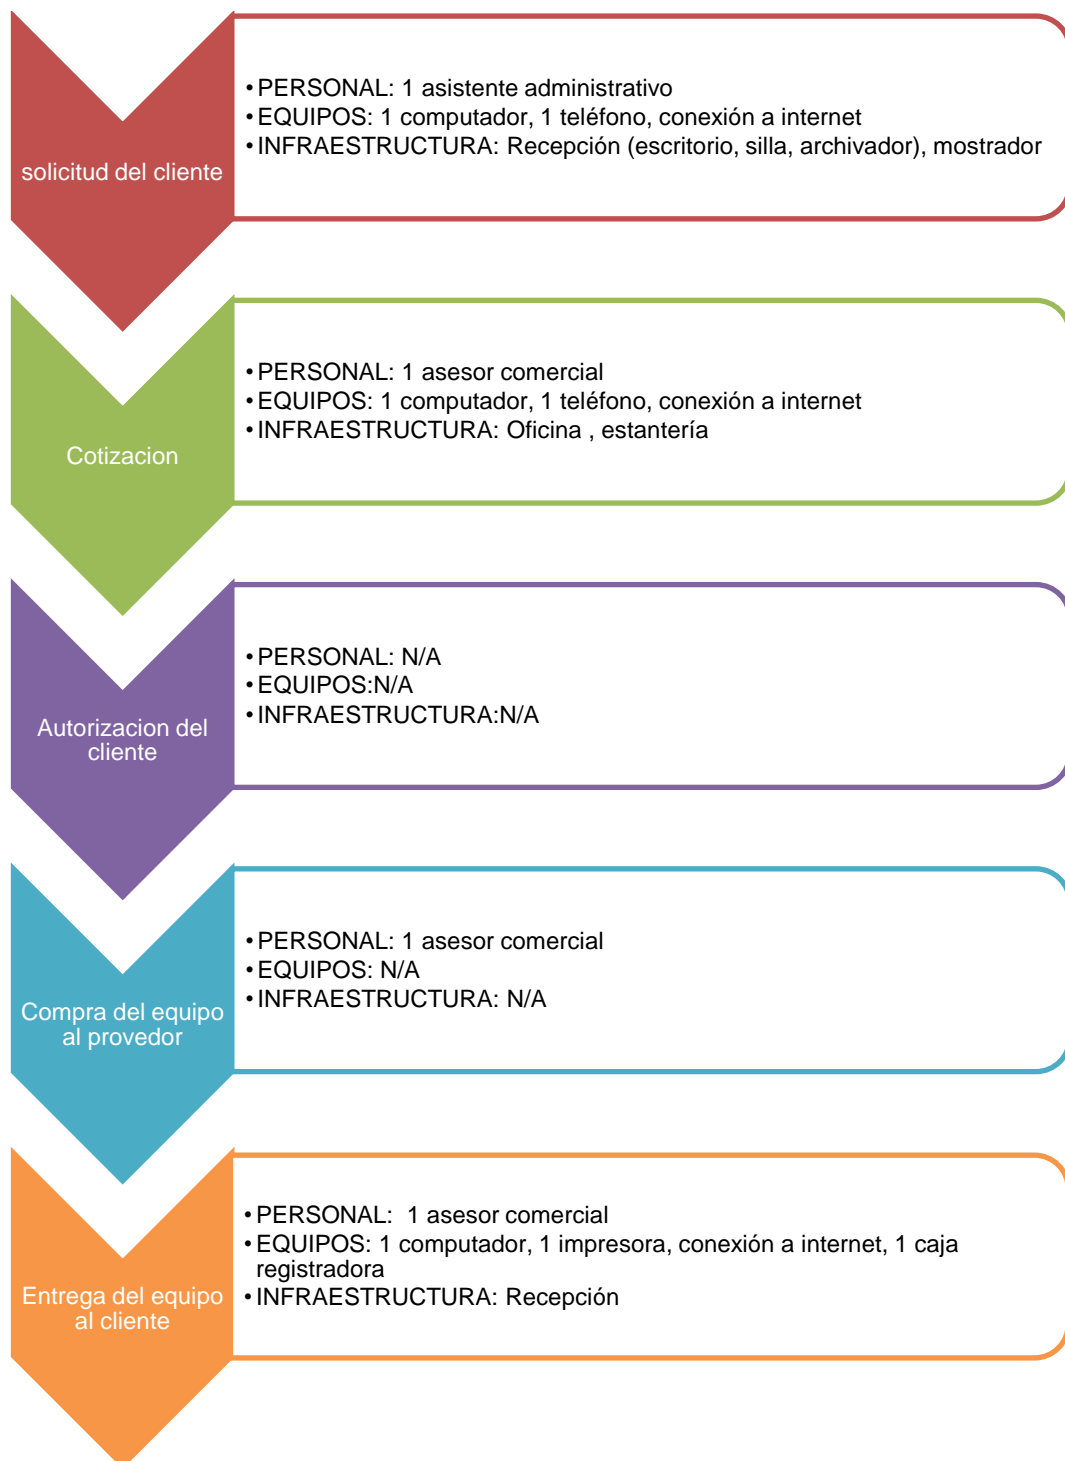 solicitud del cliente
• PERSONAL: 1 asistente administrativo
• EQUIPOS: 1 computador, 1 teléfono, conexión a internet
• INFRAESTRUCTURA: Recepción (escritorio, silla, archivador), mostrador
Cotizacion
• PERSONAL: 1 asesor comercial
• EQUIPOS: 1 computador, 1 teléfono, conexión a internet
• INFRAESTRUCTURA: Oficina , estantería
Autorizacion del
cliente
• PERSONAL: N/A
• EQUIPOS:N/A
• INFRAESTRUCTURA:N/A
Compra del equipo
al provedor
• PERSONAL: 1 asesor comercial
• EQUIPOS: N/A
• INFRAESTRUCTURA: N/A
Entrega del equipo
al cliente
• PERSONAL:  1 asesor comercial
• EQUIPOS: 1 computador, 1 impresora, conexión a internet, 1 caja
registradora
• INFRAESTRUCTURA: Recepción